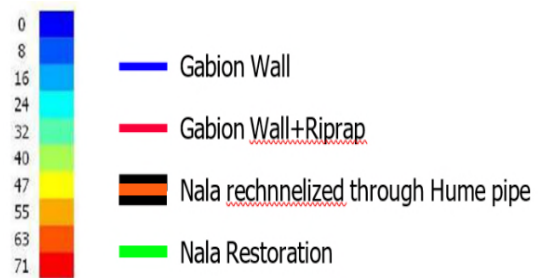 0
8
16
24
32
40
47
55
63
71
Gabion Wall
Gabion Wall+Riprap
Nala rechnnelized through Hume pipe
Nala Restoration